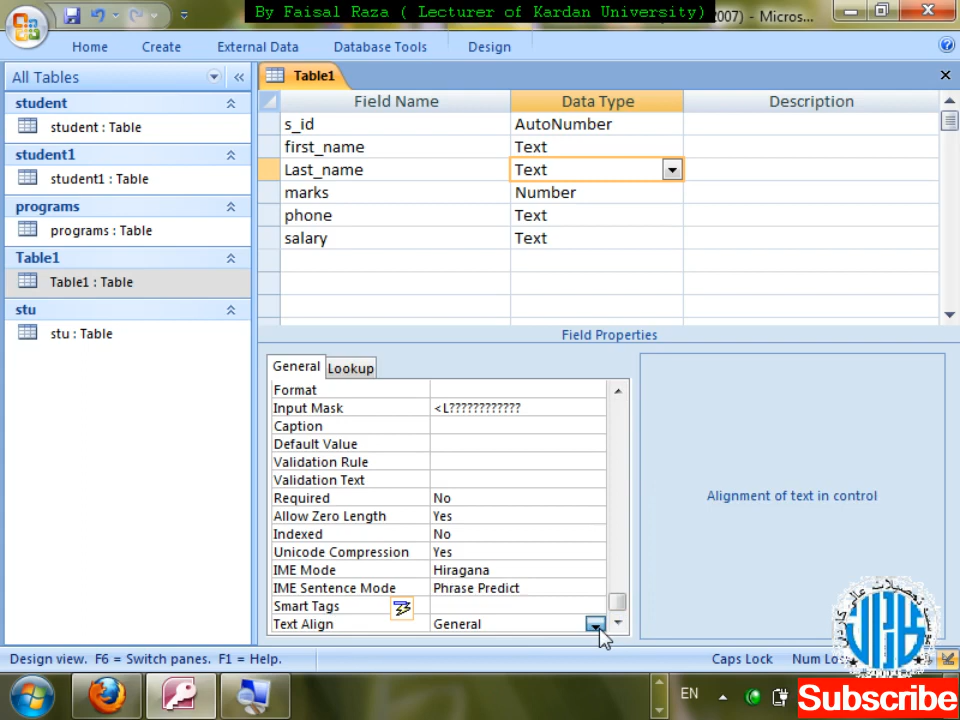 By Faisal Raza ( Lecturer of Kardan University)
007) - Micros...
Home
Create
External Data
Database Tools
Design
All Tables
student
student : Table
student1
student1 : Table
programs
programs : Table
Table1
Table1 : Table
stu
stu : Table
Table1
Field Name Data Type Description
s_id AutoNumber
first_name Text
Last_name Text
marks Number
phone Text
salary Text
Field Properties
General Lookup
Format
Input Mask <L????????????
Caption
Default Value
Validation Rule
Validation Text
Required No
Allow Zero Length Yes
Indexed No
Unicode Compression Yes
IME Mode Hiragana
IME Sentence Mode Phrase Predict
Smart Tags
Text Align General
Alignment of text in control
Design view. F6 = Switch panes. F1 = Help.
Caps Lock
Num Lo
EN
Subscribe